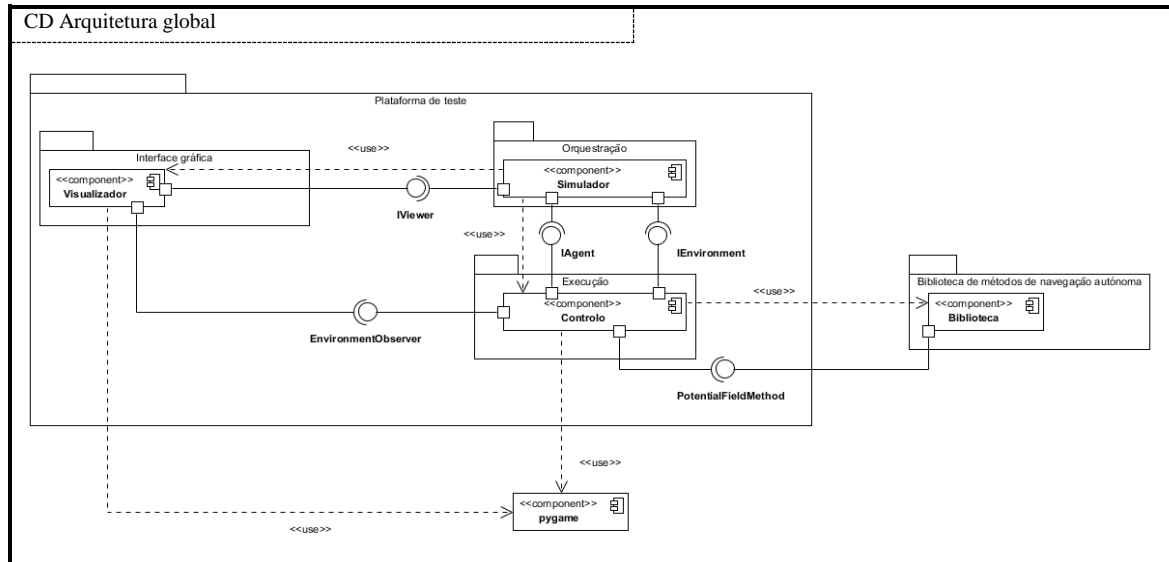 CD Arquitetura global
Plataforma de teste
Interface gráfica
<<component>>
Visualizador
<<use>>
Orquestração
<<component>>
Simulador
IViewer
<<use>>
IAgent
IEnvironment
Execução
<<component>>
Controlo
<<use>>
Biblioteca de métodos de navegação autónoma
<<component>>
Biblioteca
EnvironmentObserver
PotentialFieldMethod
<<use>>
<<component>>
pygame
<<use>>